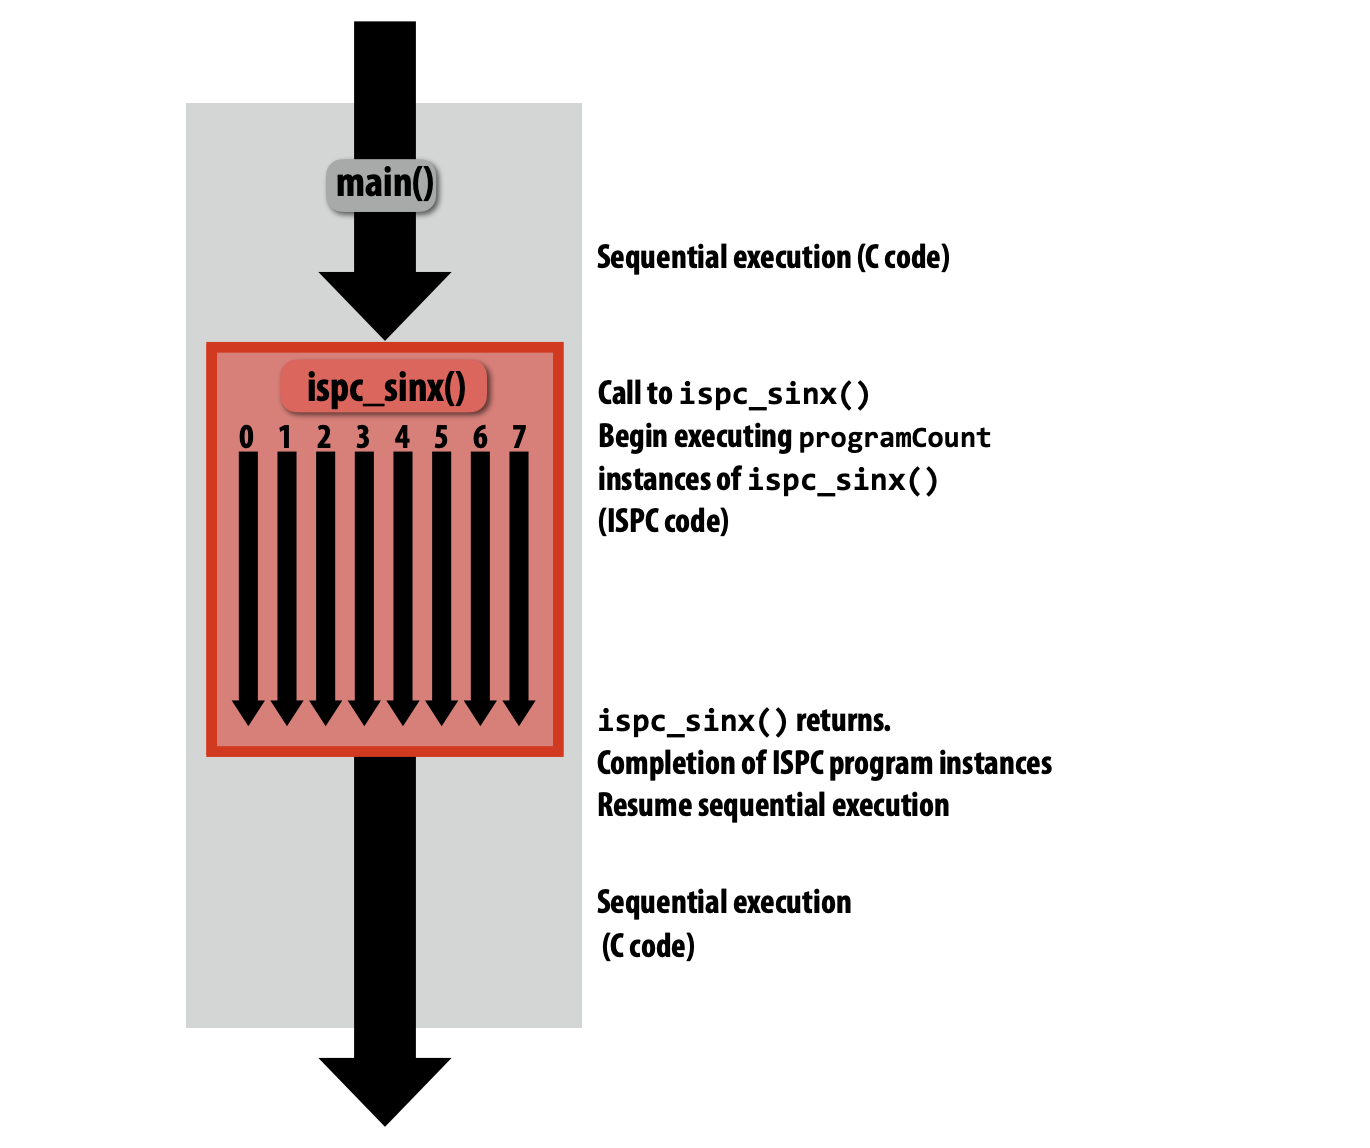 main()
Sequential execution (C code)
ispc_sinx()
0 1 2 3 4 5 6 7
Call to ispc_sinx()
Begin executing programCount
instances of ispc_sinx()
(ISPC code)
ispc_sinx() returns.
Completion of ISPC program instances
Resume sequential execution
Sequential execution
(C code)